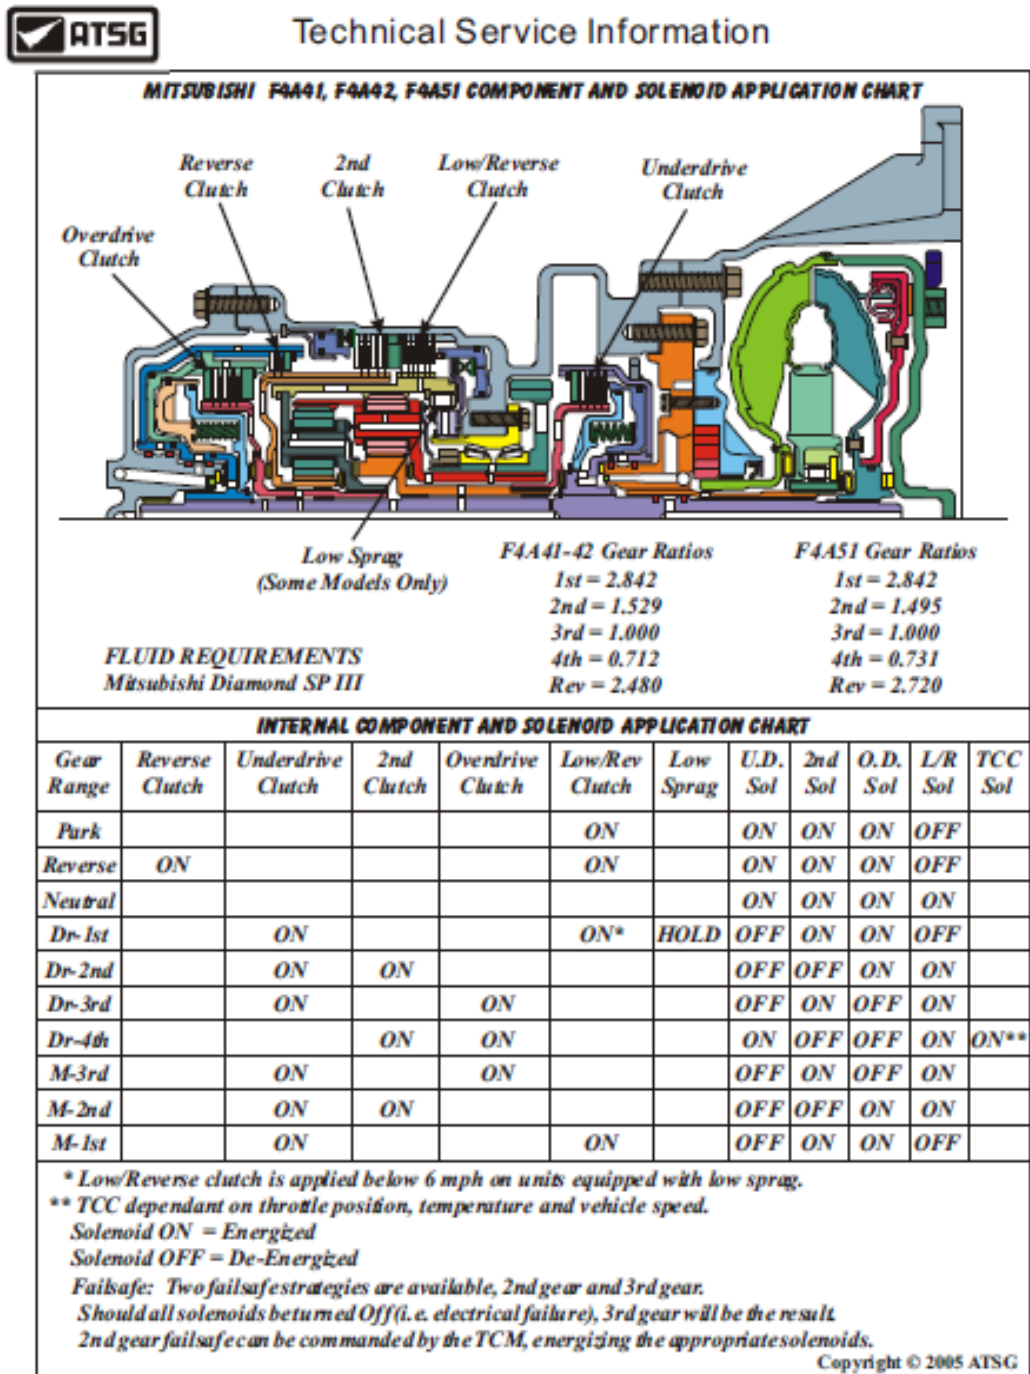 ATSG
Technical Service Information
MITSUBISHI F4A41, F4A42, F4A51 COMPONENT AND SOLENOID APPLICATION CHART
Reverse Clutch
2nd Clutch
Low/Reverse Clutch
Underdrive Clutch
Overdrive Clutch
Low Sprag
(Some Models Only)
FLUID REQUIREMENTS
Mitsubishi Diamond SP III
F4A41-42 Gear Ratios
1st = 2.842
2nd = 1.529
3rd = 1.000
4th = 0.712
Rev = 2.480
F4A51 Gear Ratios
1st = 2.842
2nd = 1.495
3rd = 1.000
4th = 0.731
Rev = 2.720
INTERNAL COMPONENT AND SOLENOID APPLICATION CHART
Gear Range Reverse Clutch Underdrive Clutch 2nd Clutch Overdrive Clutch Low/Rev Clutch Low Sprag U.D. Sol 2nd Sol O.D. Sol L/R Sol TCC Sol
Park ON ON ON ON OFF
Reverse ON ON ON ON ON OFF
Neutral ON ON ON ON
Dr-1st ON ON* HOLD OFF ON ON OFF
Dr-2nd ON ON OFF OFF ON ON
Dr-3rd ON ON OFF ON OFF ON
Dr-4th ON ON ON OFF OFF ON ON**
M-3rd ON ON OFF ON OFF ON
M-2nd ON ON OFF OFF ON ON
M-1st ON ON OFF ON ON OFF
* Low/Reverse clutch is applied below 6 mph on units equipped with low sprag.
** TCC dependant on throttle position, temperature and vehicle speed.
Solenoid ON = Energized
Solenoid OFF = De-Energized
Failsafe: Two failsafe strategies are available, 2nd gear and 3rd gear.
Should all solenoids be turned Off (i.e. electrical failure), 3rd gear will be the result.
2nd gear failsafe can be commanded by the TCM, energizing the appropriate solenoids.
Copyright © 2005 ATSG